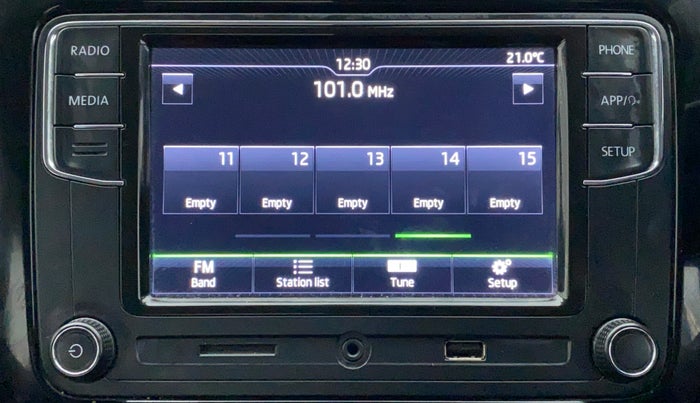 RADIO
MEDIA
PHONE
APP/
SETUP
12:30
21.0°C
101.0 MHz
11
12
13
14
15
Empty
Empty
Empty
Empty
Empty
FM
Band
Station list
Tune
Setup